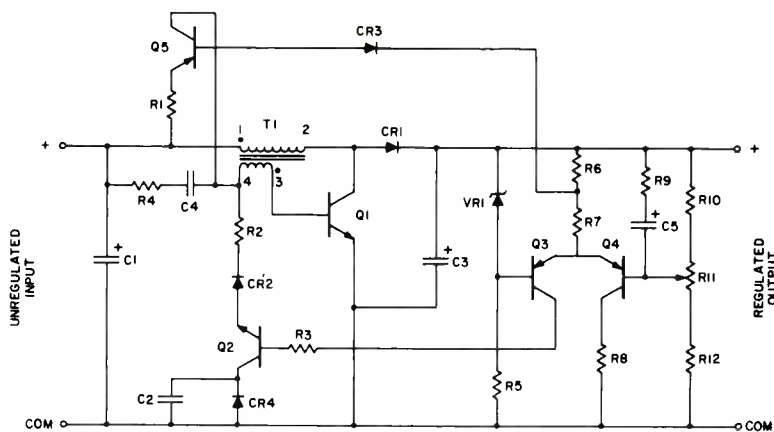 Q5
CR3
R1
1 T1 2
CR1
+
+
4 3
R4
C4
R2
Q1
VR1
R6
R7
R9
R10
C5
+
Q3
Q4
R11
C1
+
C3
+
CR2
Q2
R3
R5
R8
R12
C2
CR4
COM
COM
UNREGULATED
INPUT
REGULATED
OUTPUT